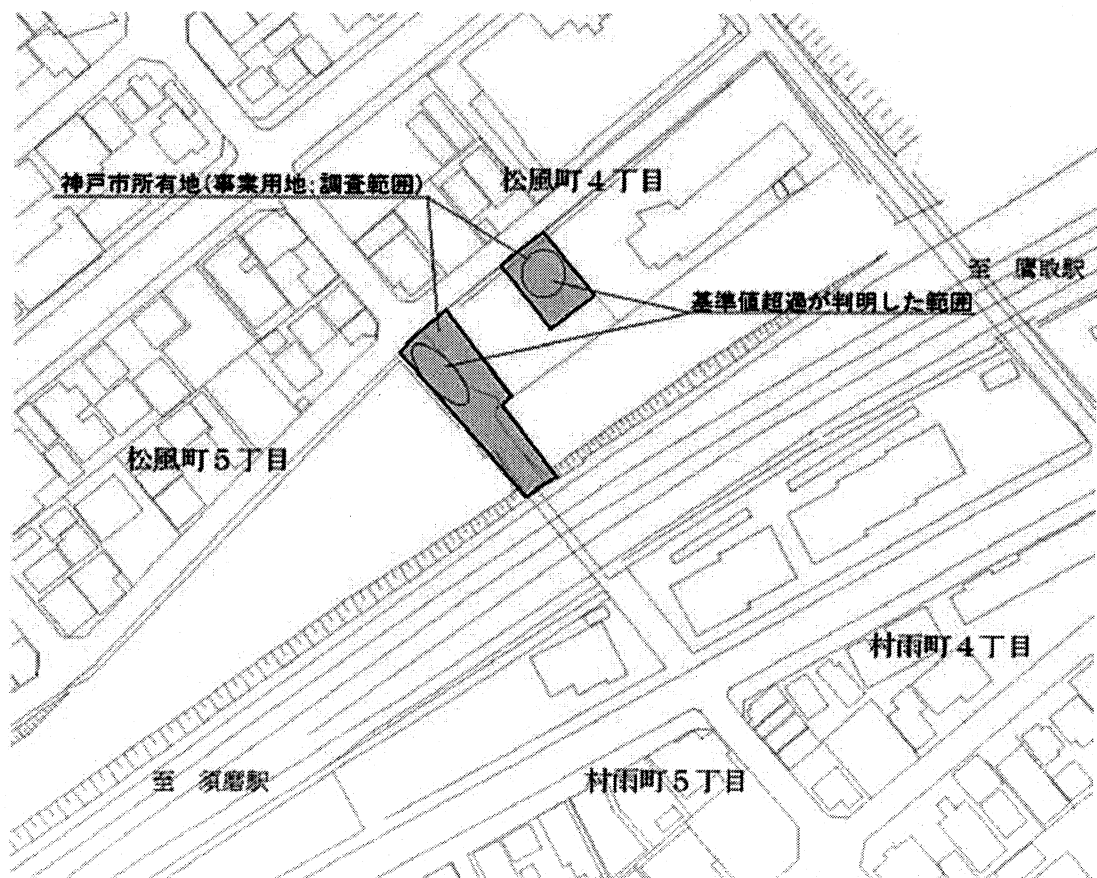 神戸市所有地(事業用地:調査範囲)
松風町4丁目
至 鷹取駅
基準値超過が判明した範囲
松風町5丁目
村雨町4丁目
至 須磨駅
村雨町5丁目